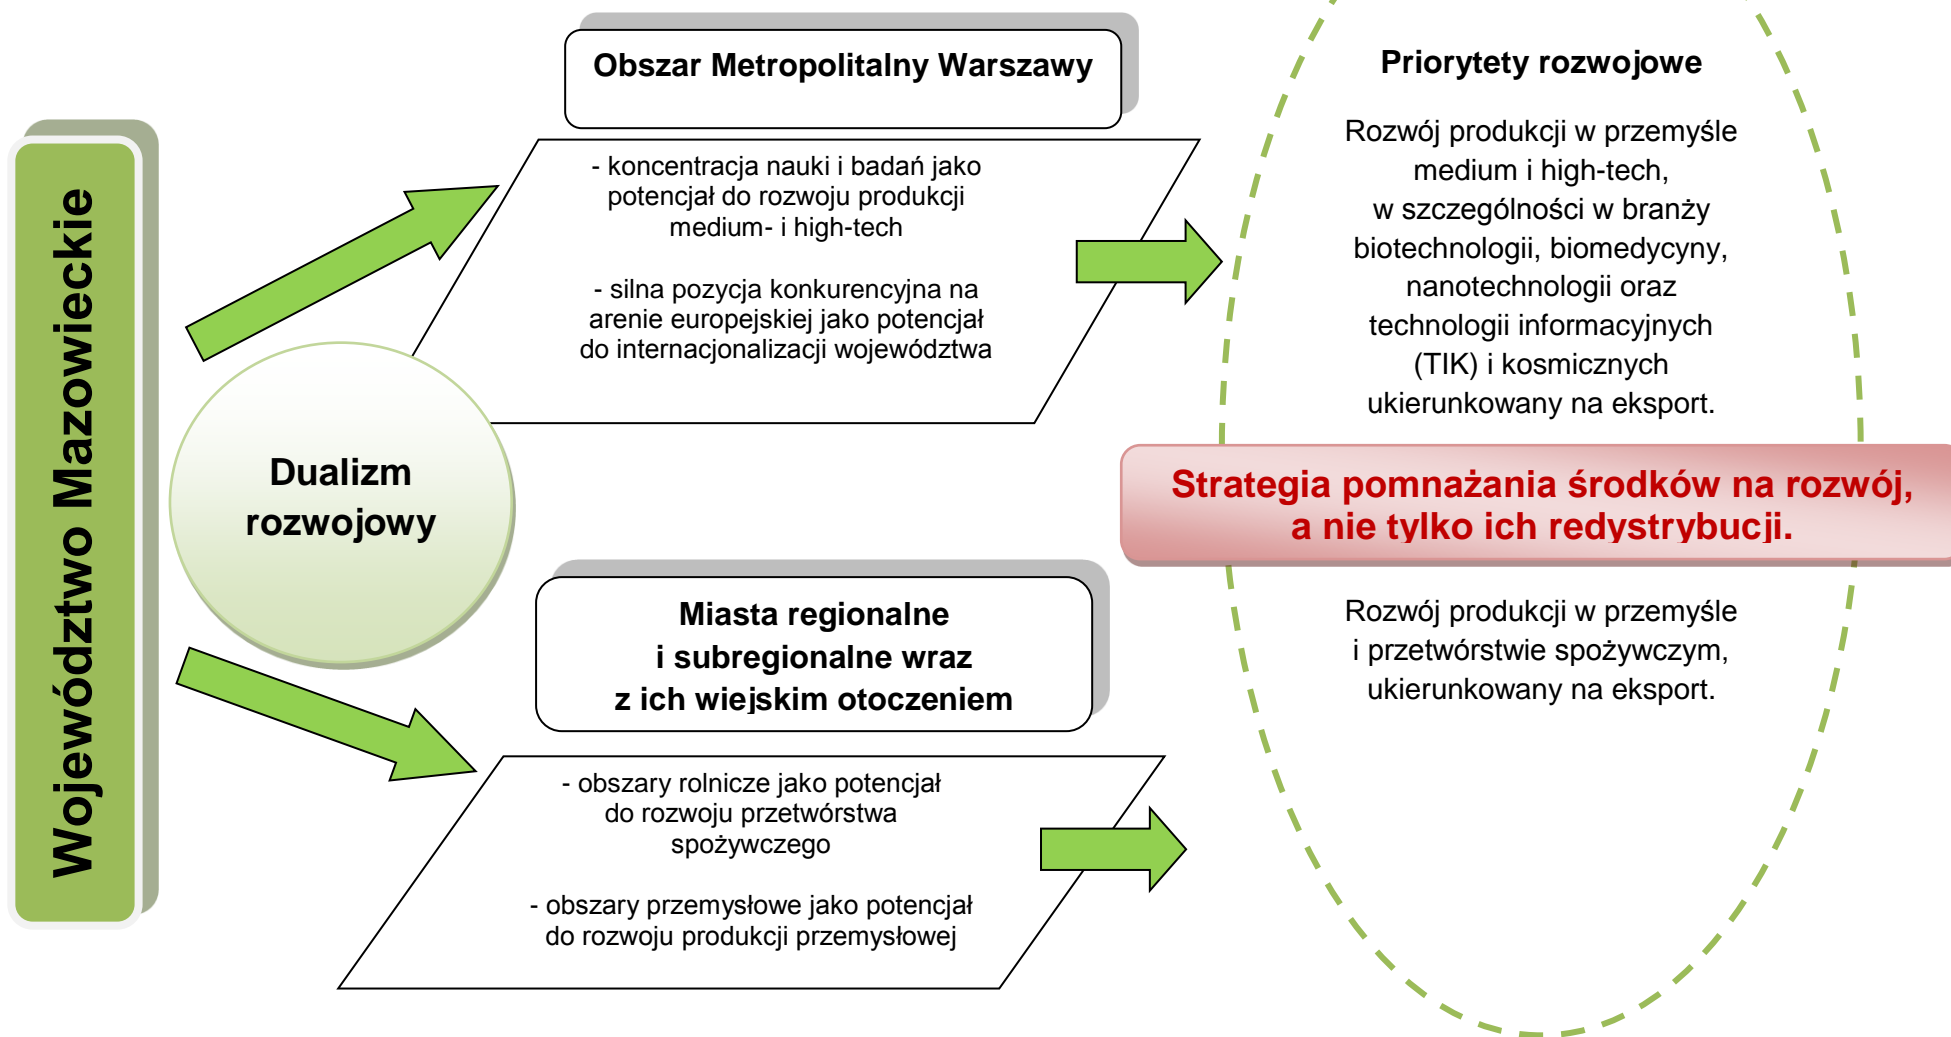 Województwo Mazowieckie
Dualizm
rozwojowy
Obszar Metropolitalny Warszawy
- koncentracja nauki i badań jako
potencjał do rozwoju produkcji
medium- i high-tech
- silna pozycja konkurencyjna na
arenie europejskiej jako potencjał
do internacjonalizacji województwa
Miasta regionalne
i subregionalne wraz
z ich wiejskim otoczeniem
- obszary rolnicze jako potencjał
do rozwoju przetwórstwa
spożywczego
- obszary przemysłowe jako potencjał
do rozwoju produkcji przemysłowej
Priorytety rozwojowe
Rozwój produkcji w przemyśle
medium i high-tech,
w szczególności w branży
biotechnologii, biomedycyny,
nanotechnologii oraz
technologii informacyjnych
(TIK) i kosmicznych
ukierunkowany na eksport.
Strategia pomnażania środków na rozwój,
a nie tylko ich redystrybucji.
Rozwój produkcji w przemyśle
i przetwórstwie spożywczym,
ukierunkowany na eksport.